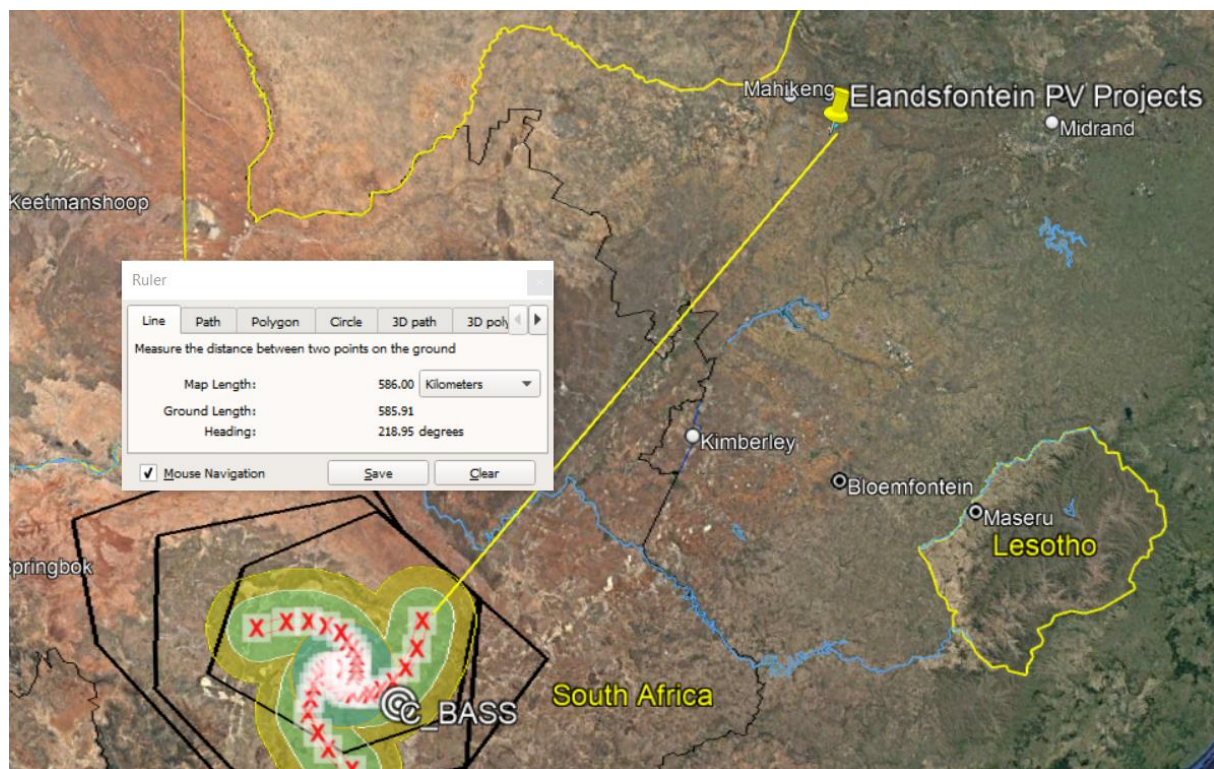 Mahikeng
Elandsfontein PV Projects
Midrand
Keetmanshoop
Ruler
Line
Path
Polygon
Circle
3D path
3D poly
Measure the distance between two points on the ground
Map Length: 586.00 Kilometers
Ground Length: 585.91
Heading: 218.95 degrees
Mouse Navigation
Save
Clear
Kimberley
Bloemfontein
Maseru
Lesotho
pringbok
X X X X X X X
South Africa
C_BASS
X X X X